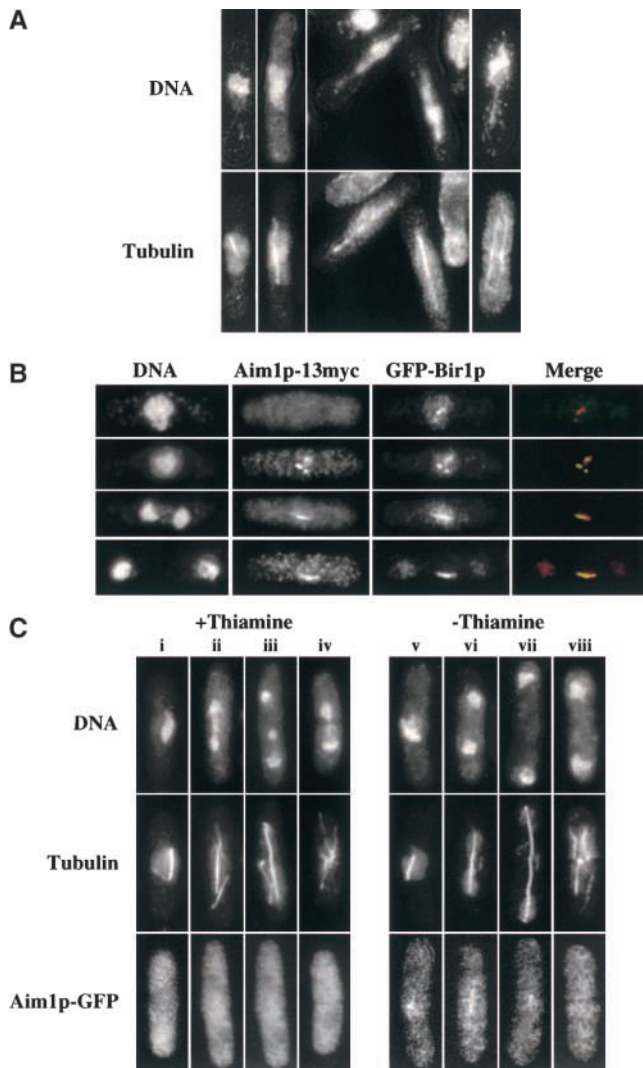 A
DNA
Tubulin
B
DNA Aim1p-13myc GFP-Bir1p Merge
C
+Thiamine -Thiamine
i ii iii iv v vi vii viii
DNA
Tubulin
Aim1p-GFP